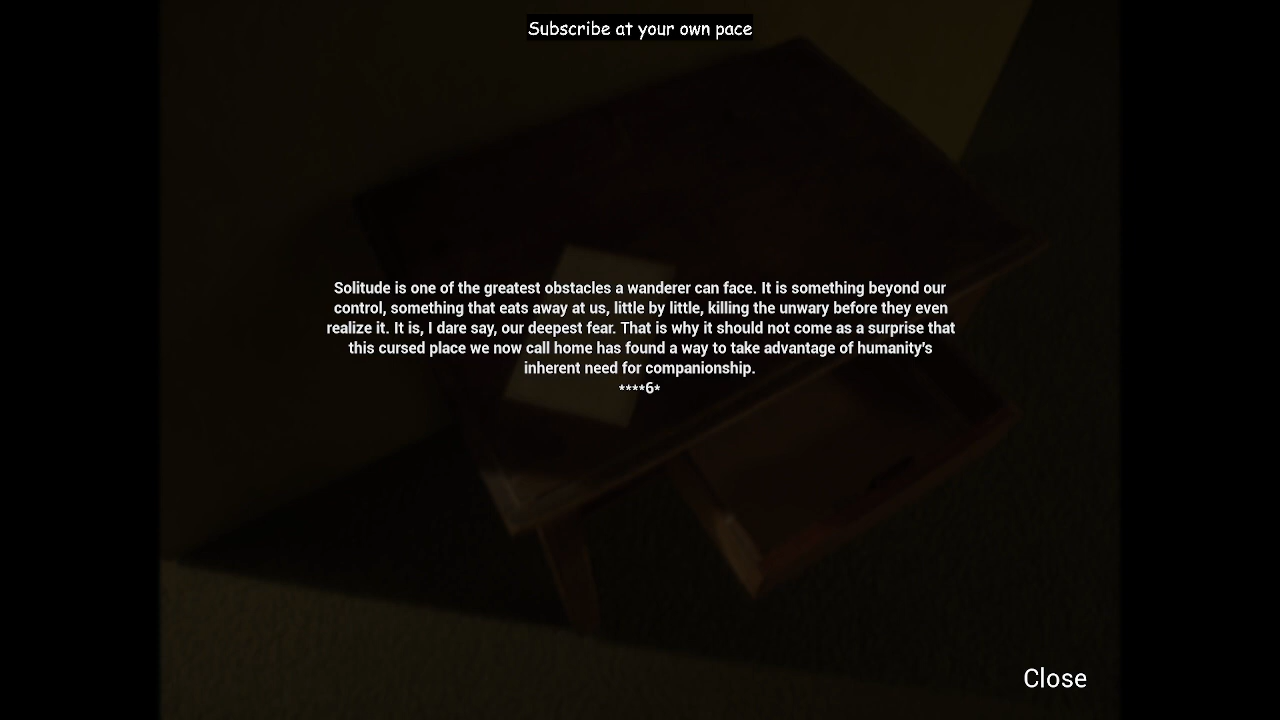 Subscribe at your own pace
Solitude is one of the greatest obstacles a wanderer can face. It is something beyond our
control, something that eats away at us, little by little, killing the unwary before they even
realize it. It is, I dare say, our deepest fear. That is why it should not come as a surprise that
this cursed place we now call home has found a way to take advantage of humanity's
inherent need for companionship.
****6*
Close